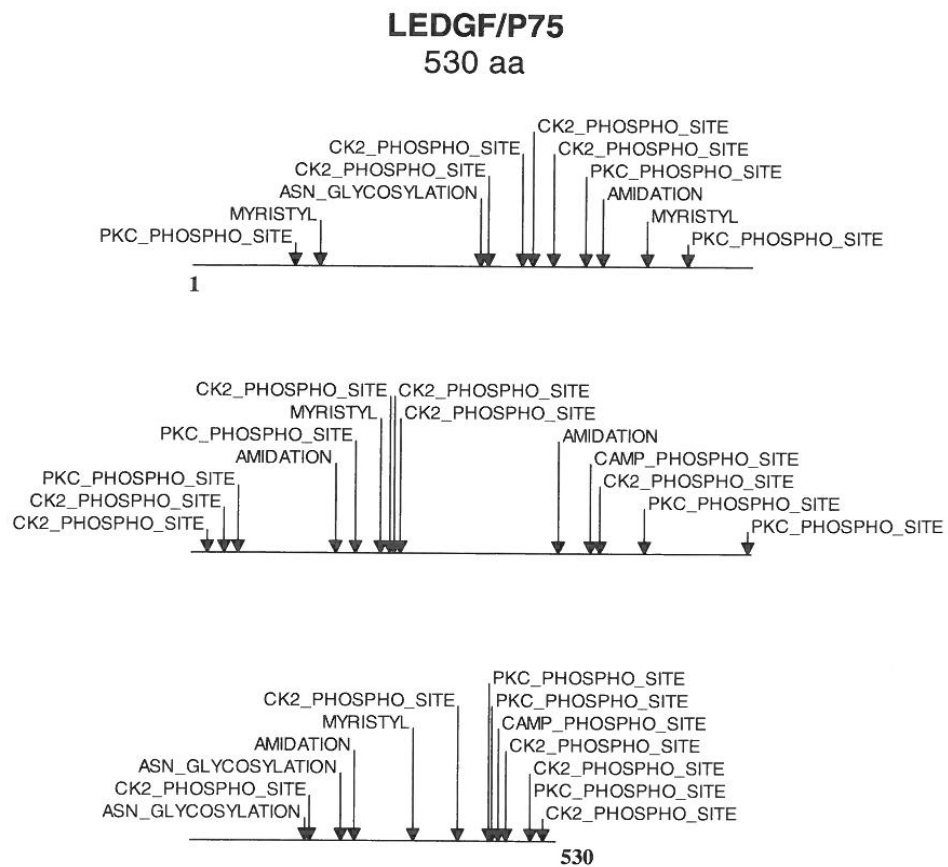 LEDGF/P75
530 aa
CK2_PHOSPHO_SITE
CK2_PHOSPHO_SITE CK2_PHOSPHO_SITE
CK2_PHOSPHO_SITE PKC_PHOSPHO_SITE
ASN_GLYCOSYLATION AMIDATION
MYRISTYL MYRISTYL
PKC_PHOSPHO_SITE PKC_PHOSPHO_SITE
1
CK2_PHOSPHO_SITE CK2_PHOSPHO_SITE
MYRISTYL CK2_PHOSPHO_SITE
PKC_PHOSPHO_SITE AMIDATION
AMIDATION CAMP_PHOSPHO_SITE
PKC_PHOSPHO_SITE CK2_PHOSPHO_SITE
CK2_PHOSPHO_SITE PKC_PHOSPHO_SITE
CK2_PHOSPHO_SITE PKC_PHOSPHO_SITE
PKC_PHOSPHO_SITE
CK2_PHOSPHO_SITE PKC_PHOSPHO_SITE
MYRISTYL CAMP_PHOSPHO_SITE
AMIDATION CK2_PHOSPHO_SITE
ASN_GLYCOSYLATION CK2_PHOSPHO_SITE
CK2_PHOSPHO_SITE PKC_PHOSPHO_SITE
ASN_GLYCOSYLATION CK2_PHOSPHO_SITE
530